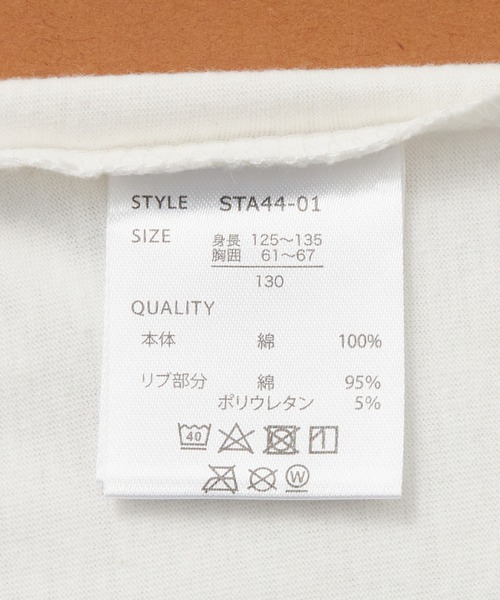 STYLE STA44-01
SIZE 身長 125～135
胸囲 61～67
130
QUALITY
本体 綿 100%
リブ部分 綿 95%
ポリウレタン 5%
40
W